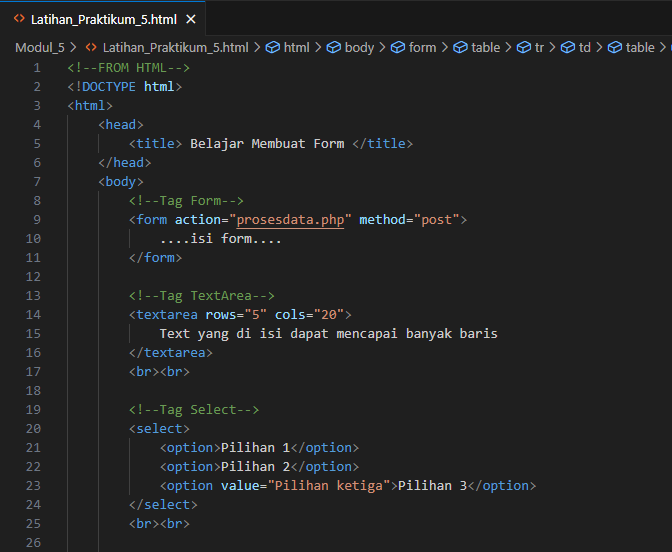 Latihan_Praktikum_5.html
Modul_5 > Latihan_Praktikum_5.html > html > body > form > table > tr > td > table >
1 <!--FROM HTML-->
2 <!DOCTYPE html>
3 <html>
4 <head>
5 <title> Belajar Membuat Form </title>
6 </head>
7 <body>
8 <!--Tag Form-->
9 <form action="prosesdata.php" method="post">
10 ....isi form....
11 </form>
12
13 <!--Tag TextArea-->
14 <textarea rows="5" cols="20">
15 Text yang di isi dapat mencapai banyak baris
16 </textarea>
17 <br><br>
18
19 <!--Tag Select-->
20 <select>
21 <option>Pilihan 1</option>
22 <option>Pilihan 2</option>
23 <option value="Pilihan ketiga">Pilihan 3</option>
24 </select>
25 <br><br>
26